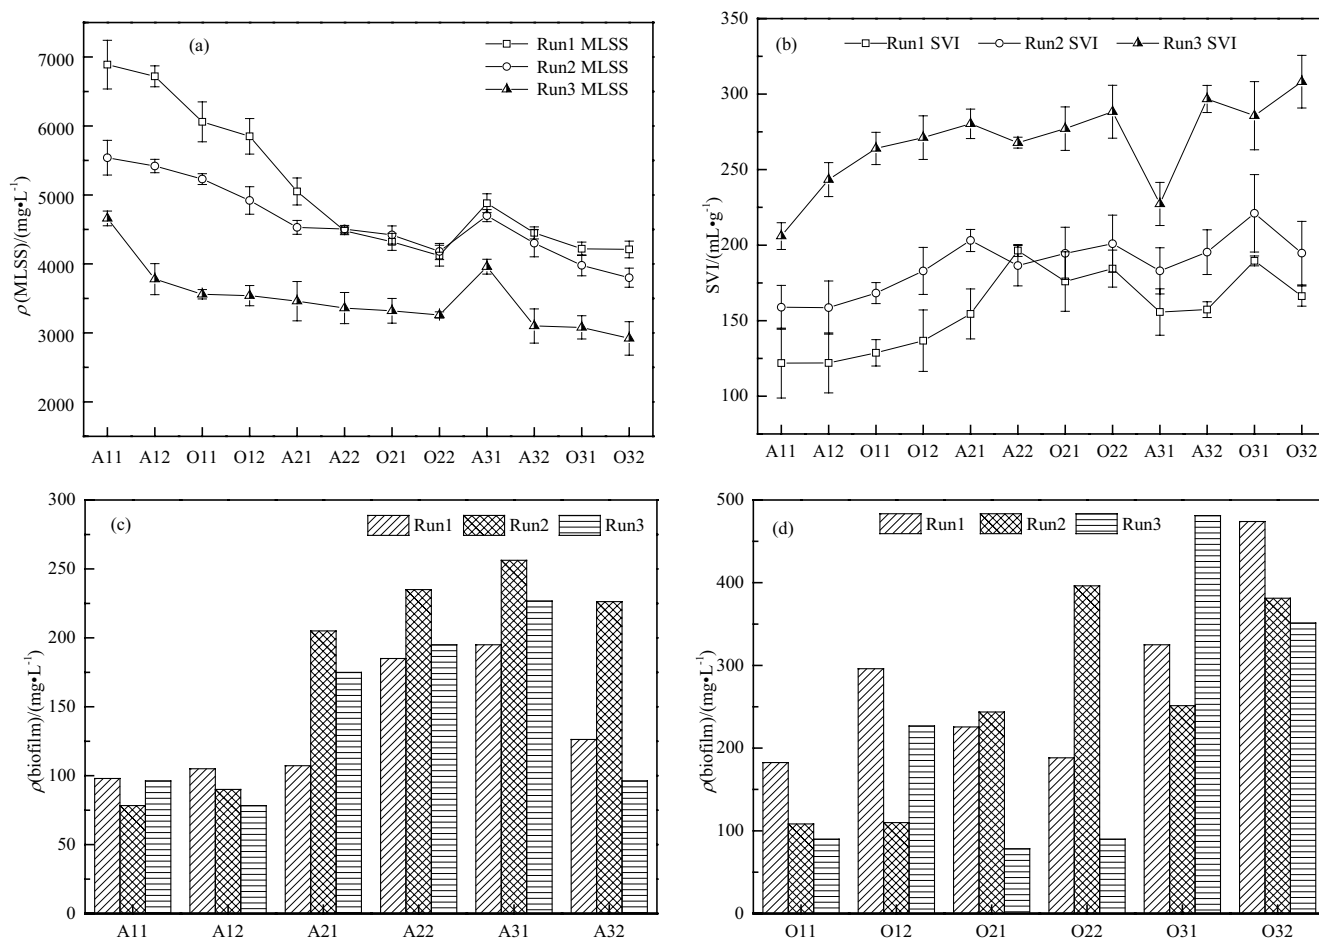 (a)
Run1 MLSS
Run2 MLSS
Run3 MLSS
ρ(MLSS)/(mg•L⁻¹)
7000
6000
5000
4000
3000
2000
A11 A12 O11 O12 A21 A22 O21 O22 A31 A32 O31 O32
(b)
Run1 SVI Run2 SVI Run3 SVI
SVI/(mL•g⁻¹)
350
300
250
200
150
100
A11 A12 O11 O12 A21 A22 O21 O22 A31 A32 O31 O32
(c)
Run1 Run2 Run3
ρ(biofilm)/(mg•L⁻¹)
300
250
200
150
100
50
0
A11 A12 A21 A22 A31 A32
(d)
Run1 Run2 Run3
ρ(biofilm)/(mg•L⁻¹)
500
400
300
200
100
0
O11 O12 O21 O22 O31 O32